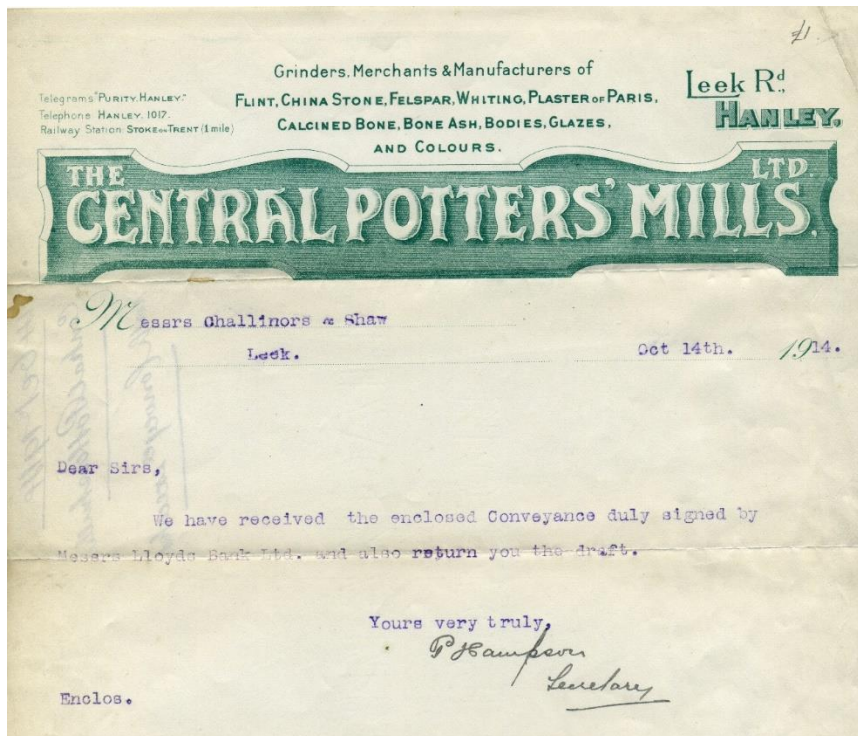 £1.
Grinders, Merchants & Manufacturers of
FLINT, CHINA STONE, FELSPAR, WHITING, PLASTER OF PARIS,
CALCINED BONE, BONE ASH, BODIES, GLAZES,
AND COLOURS.
Telegrams "PURITY, HANLEY."
Telephone HANLEY, 1017.
Railway Station STOKE ON TRENT (1 mile)
Leek Rd.,
HANLEY,
THE CENTRAL POTTERS' MILLS, LTD.
Messrs Challinors & Shaw
Leek.
Oct 14th. 1914.
Dear Sirs,
We have received the enclosed Conveyance duly signed by
Messrs Lloyds Bank Ltd. and also return you the draft.
Yours very truly,
P Hampson
Secretary
Enclos.